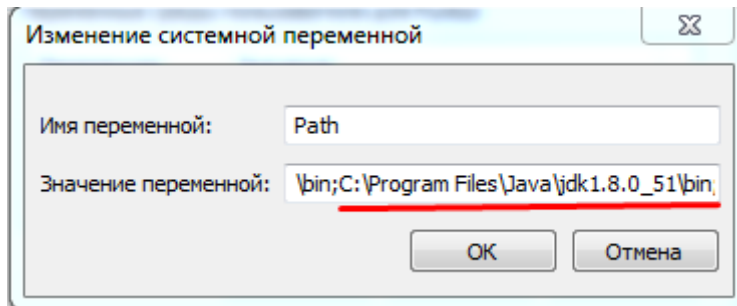 Изменение системной переменной
Имя переменной: Path
Значение переменной: \bin;C:\Program Files\Java\jdk1.8.0_51\bin;
OK Отмена